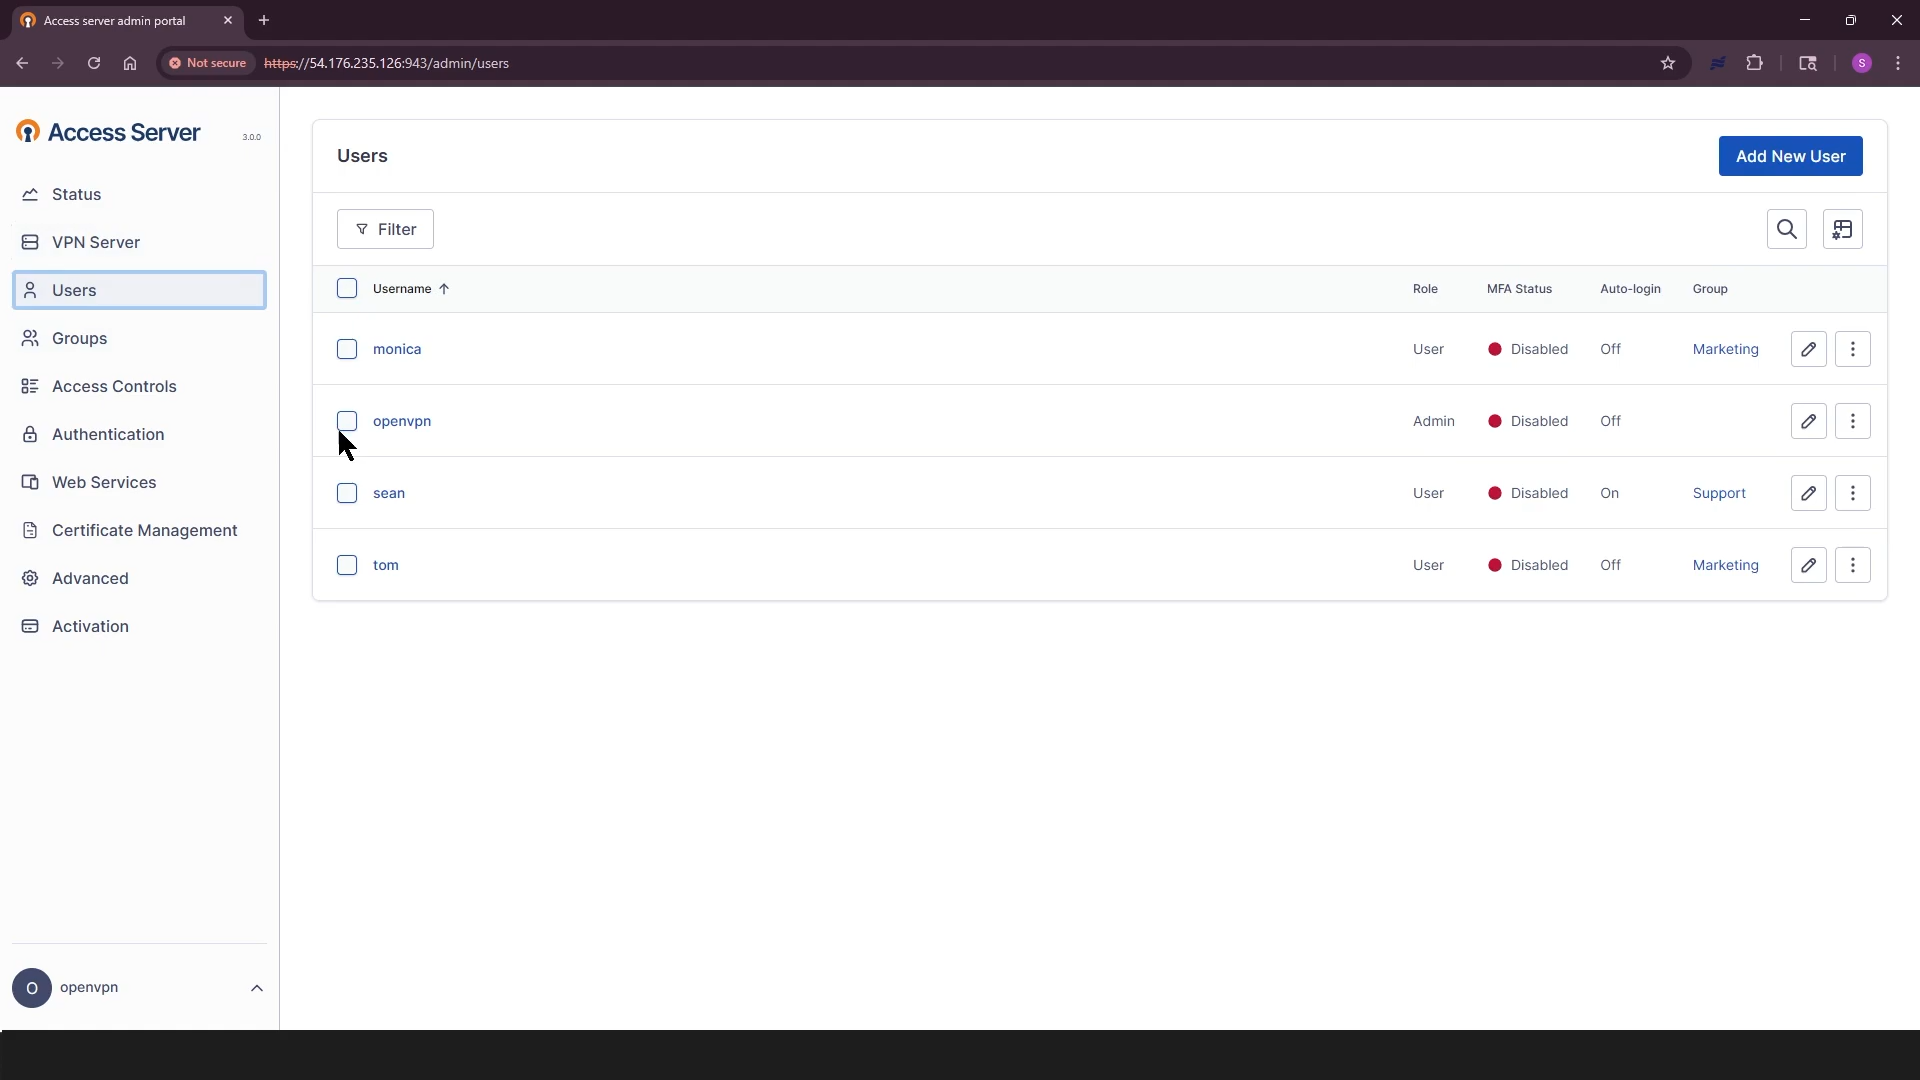 Access server admin portal
Not secure https://54.176.235.126:943/admin/users
S
Access Server 3.0.0
Status
VPN Server
Users
Groups
Access Controls
Authentication
Web Services
Certificate Management
Advanced
Activation
O openvpn
Users
Add New User
Filter
Username Role MFA Status Auto-login Group
monica User Disabled Off Marketing
openvpn Admin Disabled Off
sean User Disabled On Support
tom User Disabled Off Marketing